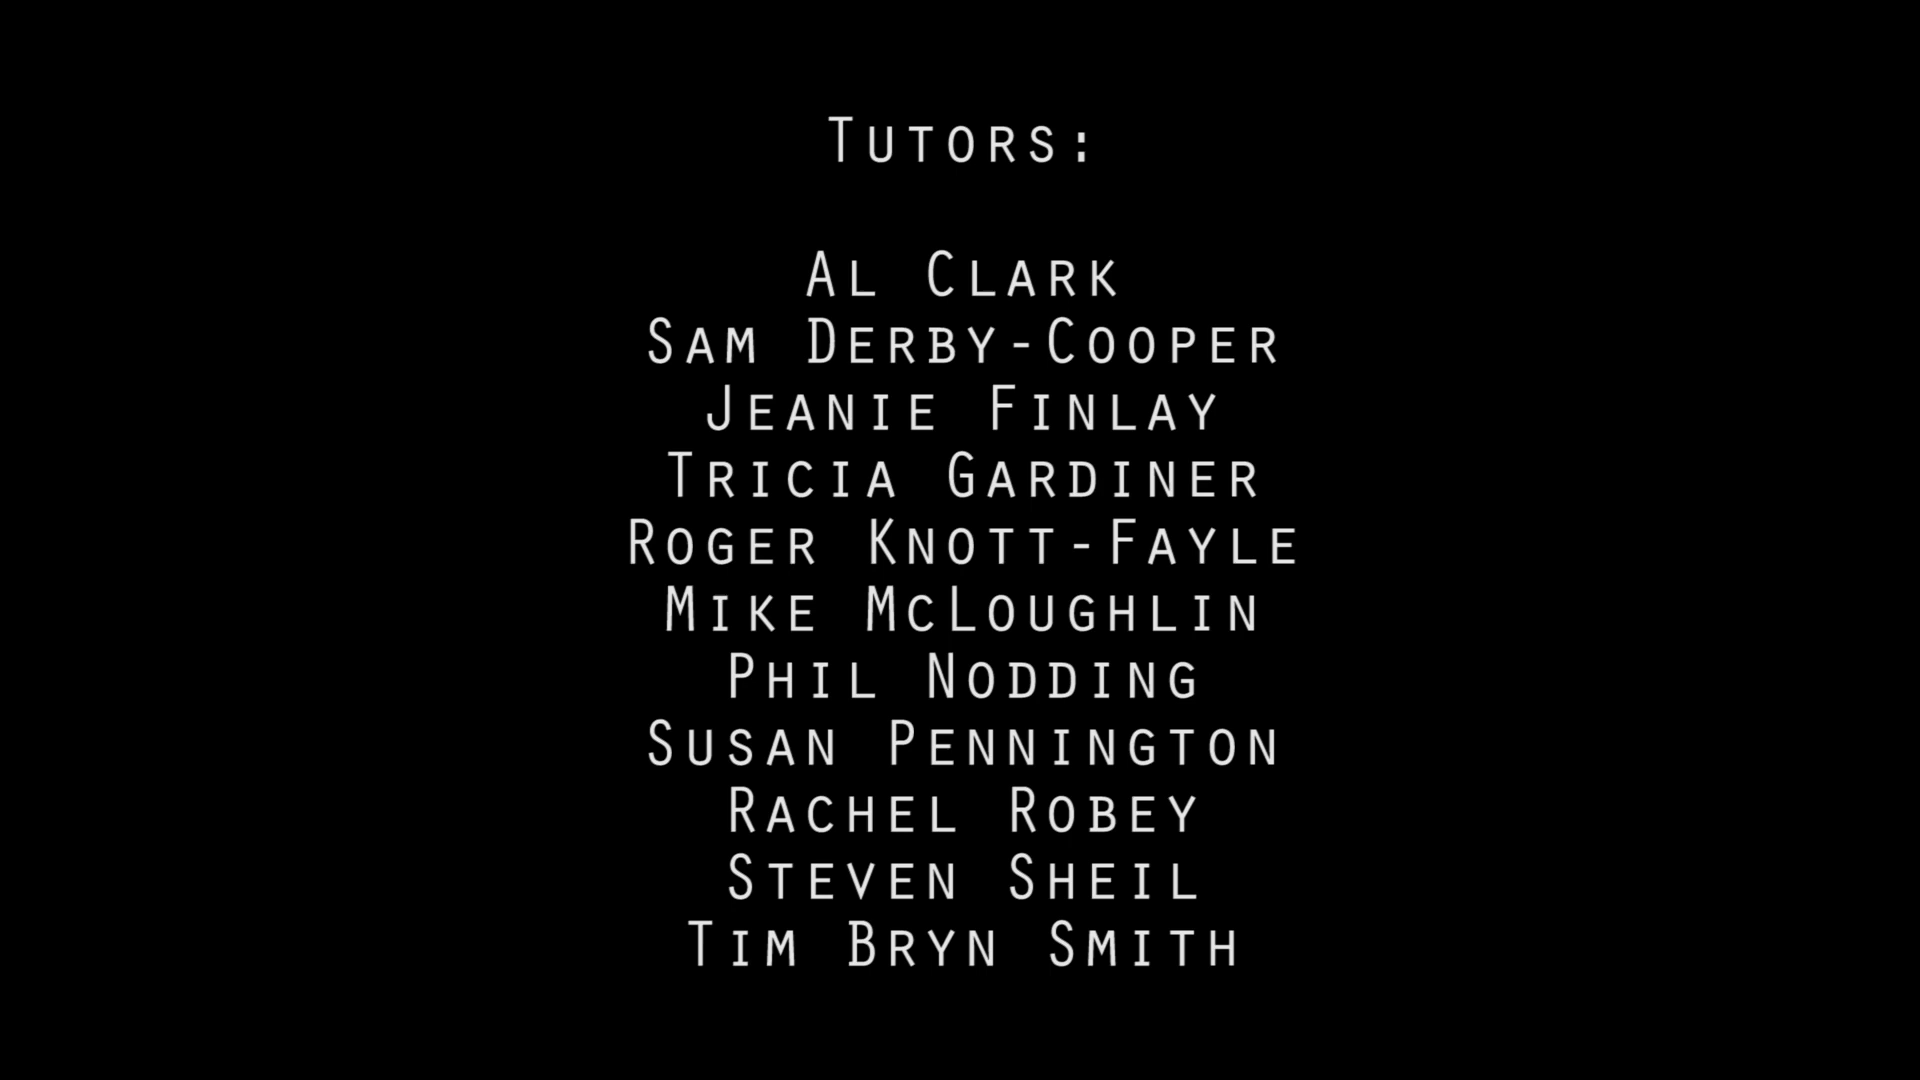 Tutors:
Al Clark
Sam Derby-Cooper
Jeanie Finlay
Tricia Gardiner
Roger Knott-Fayle
Mike McLoughlin
Phil Nodding
Susan Pennington
Rachel Robey
Steven Sheil
Tim Bryn Smith